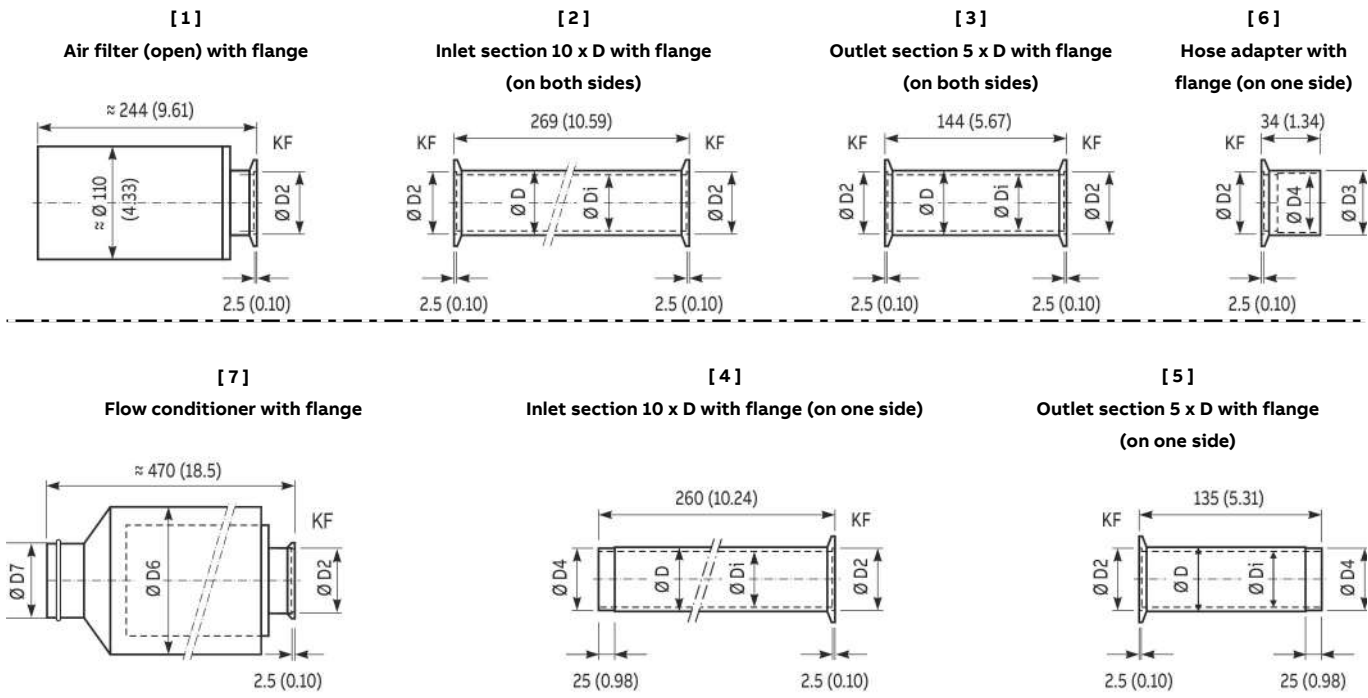 [ 1 ]
Air filter (open) with flange
≈ 244 (9.61)
KF
≈ Ø 110
(4.33)
Ø D2
2.5 (0.10)
[ 2 ]
Inlet section 10 x D with flange
(on both sides)
269 (10.59)
KF
KF
Ø D2
Ø D
Ø Di
Ø D2
2.5 (0.10)
2.5 (0.10)
[ 3 ]
Outlet section 5 x D with flange
(on both sides)
144 (5.67)
KF
KF
Ø D2
Ø D
Ø Di
Ø D2
2.5 (0.10)
2.5 (0.10)
[ 6 ]
Hose adapter with
flange (on one side)
34 (1.34)
KF
Ø D2
Ø D4
Ø D3
2.5 (0.10)
[ 7 ]
Flow conditioner with flange
≈ 470 (18.5)
KF
Ø D7
Ø D6
Ø D2
2.5 (0.10)
[ 4 ]
Inlet section 10 x D with flange (on one side)
260 (10.24)
KF
Ø D4
Ø D
Ø Di
Ø D2
25 (0.98)
2.5 (0.10)
[ 5 ]
Outlet section 5 x D with flange
(on one side)
135 (5.31)
KF
Ø D2
Ø D
Ø Di
Ø D4
2.5 (0.10)
25 (0.98)